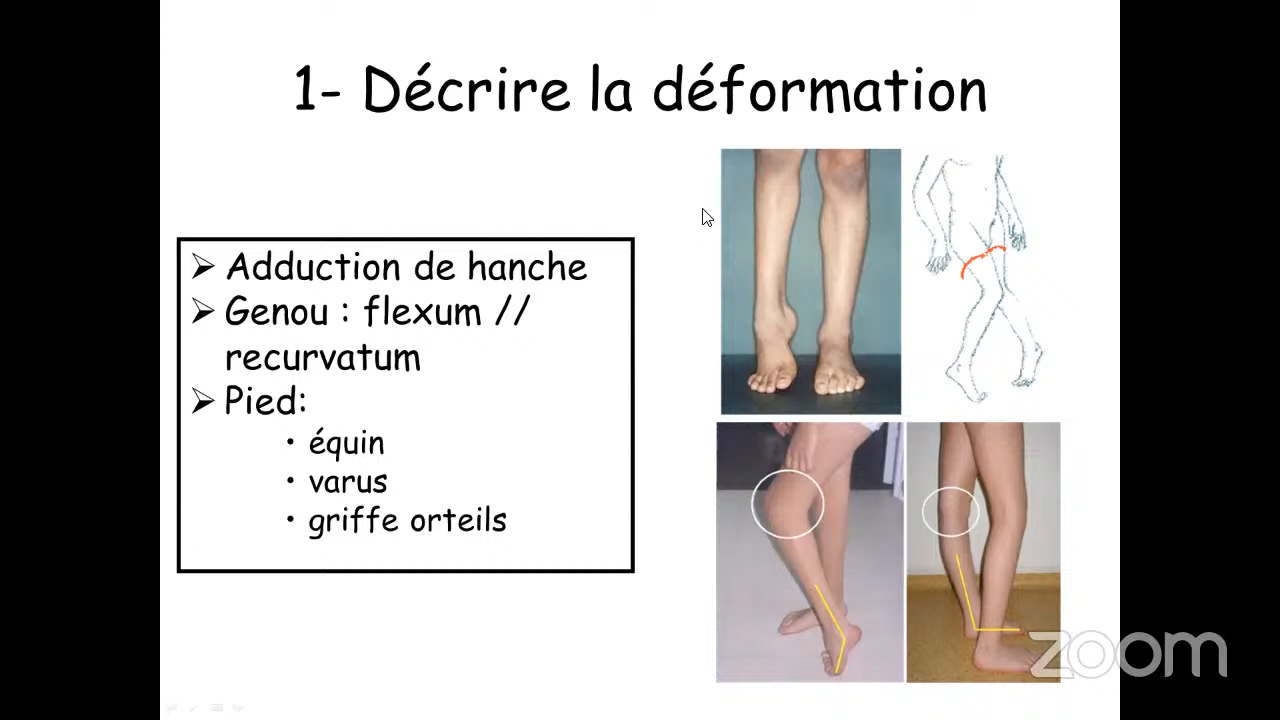 1- Décrire la déformation
➢ Adduction de hanche
➢ Genou : flexum //
recurvatum
➢ Pied:
• équin
• varus
• griffe orteils
zoom